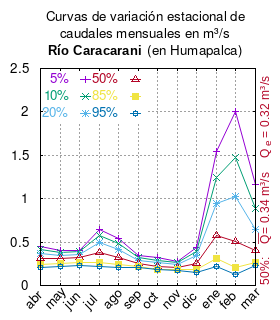 Curvas de variación estacional de
caudales mensuales en m³/s
Río Caracarani (en Humapalca)
2.5
2
1.5
1
0.5
0
5% 50%
10% 85%
20% 95%
abr may jun jul ago sep oct nov dic ene feb mar
50%: Q= 0.34 m³/s Q e = 0.32 m³/s